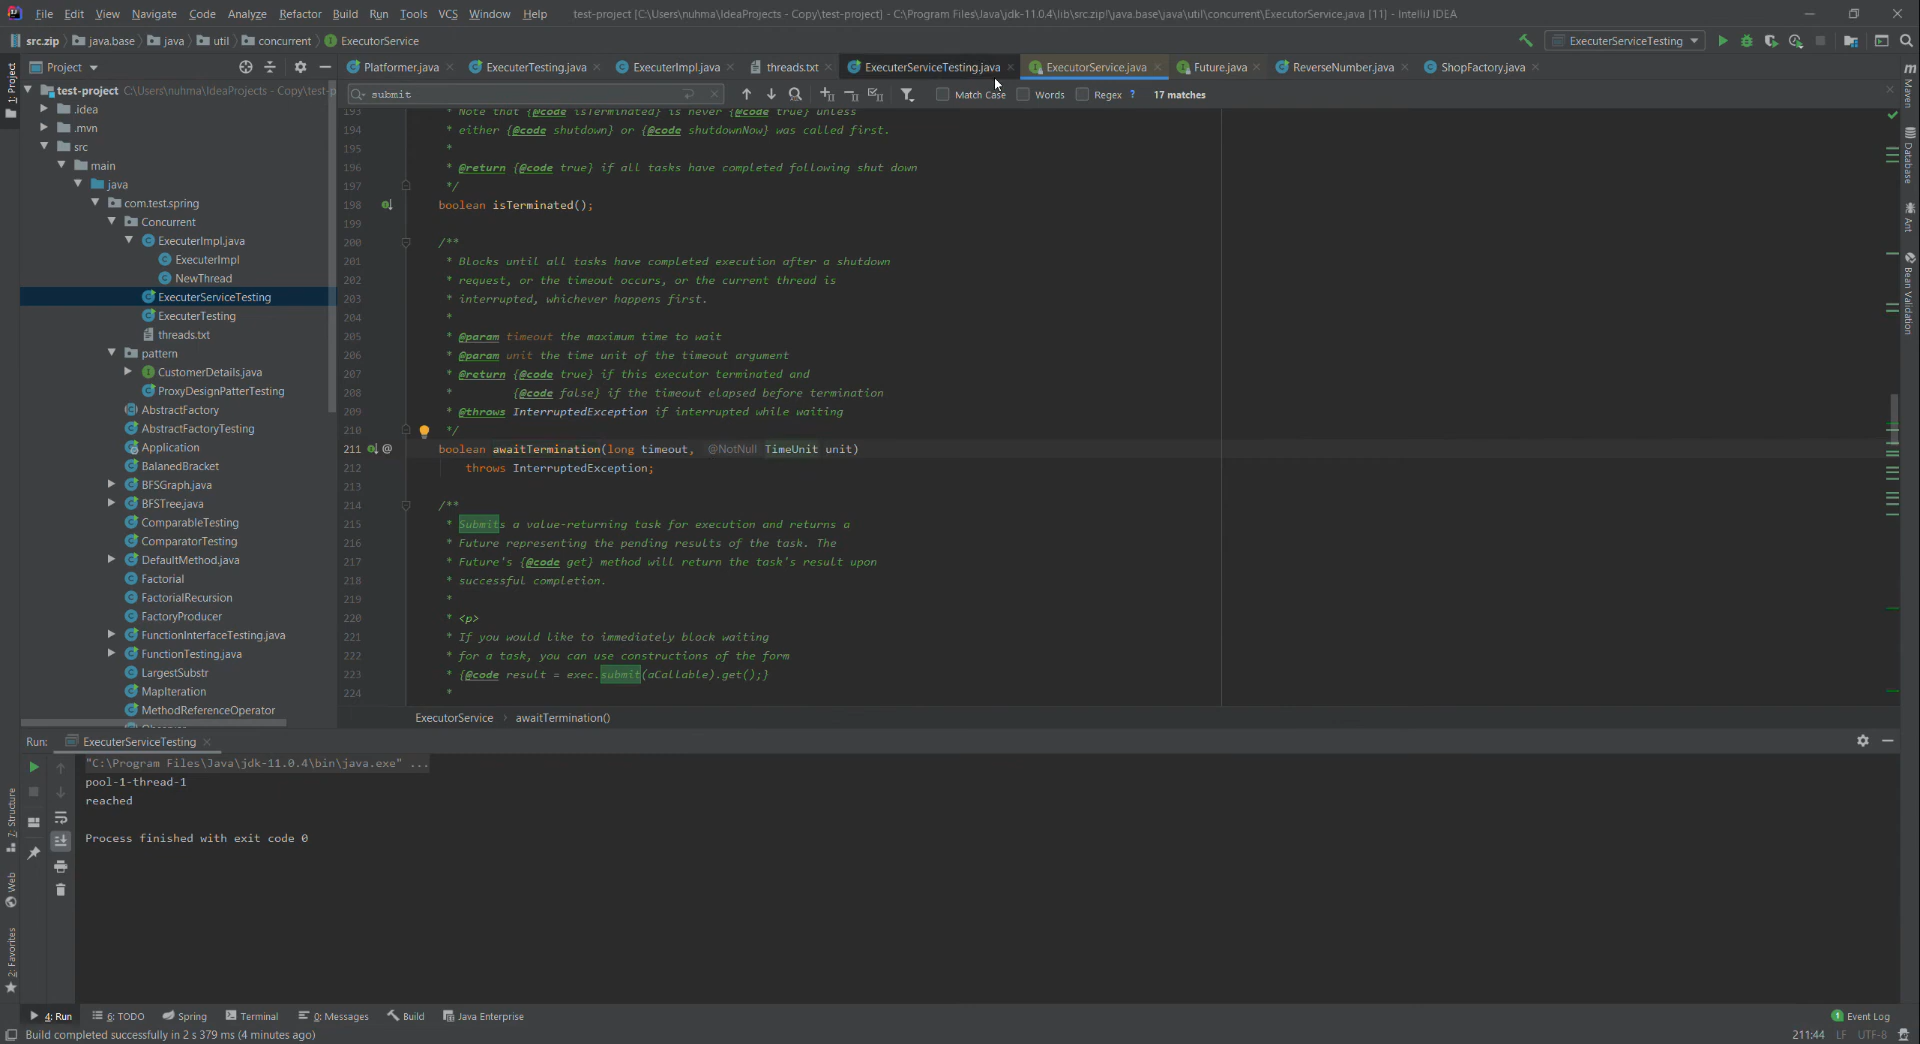 File Edit View Navigate Code Analyze Refactor Build Run Tools VCS Window Help test-project [C:\Users\nuhma\IdeaProjects - Copy\test-project] - C:\Program Files\Java\jdk-11.0.4\lib\src.zip!\java.base\java\util\concurrent\ExecutorService.java [11] - IntelliJ IDEA
src.zip java.base java util concurrent ExecutorService ExecuterServiceTesting
Project Platformer.java ExecuterTesting.java ExecuterImpl.java threads.txt ExecuterServiceTesting.java ExecutorService.java Future.java ReverseNumber.java ShopFactory.java
submit Match Case Words Regex ? 17 matches
1: Project
test-project C:\Users\nuhma\IdeaProjects - Copy\test-p
.idea
.mvn
src
main
java
com.test.spring
Concurrent
ExecuterImpl.java
ExecuterImpl
NewThread
ExecuterServiceTesting
ExecuterTesting
threads.txt
pattern
CustomerDetails.java
ProxyDesignPatterTesting
AbstractFactory
AbstractFactoryTesting
Application
BalanedBracket
BFSGraph.java
BFSTree.java
ComparableTesting
ComparatorTesting
DefaultMethod.java
Factorial
FactorialRecursion
FactoryProducer
FunctionInterfaceTesting.java
FunctionTesting.java
LargestSubstr
MapIteration
MethodReferenceOperator
Observer
193 * Note that {@code isTerminated} is never {@code true} unless
194 * either {@code shutdown} or {@code shutdownNow} was called first.
195 *
196 * @return {@code true} if all tasks have completed following shut down
197 */
198 boolean isTerminated();
199
200 /**
201 * Blocks until all tasks have completed execution after a shutdown
202 * request, or the timeout occurs, or the current thread is
203 * interrupted, whichever happens first.
204 *
205 * @param timeout the maximum time to wait
206 * @param unit the time unit of the timeout argument
207 * @return {@code true} if this executor terminated and
208 * {@code false} if the timeout elapsed before termination
209 * @throws InterruptedException if interrupted while waiting
210 */
211 @ boolean awaitTermination(long timeout, @NotNull TimeUnit unit)
212 throws InterruptedException;
213
214 /**
215 * Submits a value-returning task for execution and returns a
216 * Future representing the pending results of the task. The
217 * Future's {@code get} method will return the task's result upon
218 * successful completion.
219 *
220 * <p>
221 * If you would like to immediately block waiting
222 * for a task, you can use constructions of the form
223 * {@code result = exec.submit(aCallable).get();}
224 *
ExecutorService › awaitTermination()
Maven
Database
Ant
Bean Validation
Run: ExecuterServiceTesting
"C:\Program Files\Java\jdk-11.0.4\bin\java.exe" ...
pool-1-thread-1
reached
Process finished with exit code 0
7: Structure
Web
2: Favorites
4: Run 6: TODO Spring Terminal 0: Messages Build Java Enterprise 1 Event Log
Build completed successfully in 2 s 379 ms (4 minutes ago) 211:44 LF UTF-8